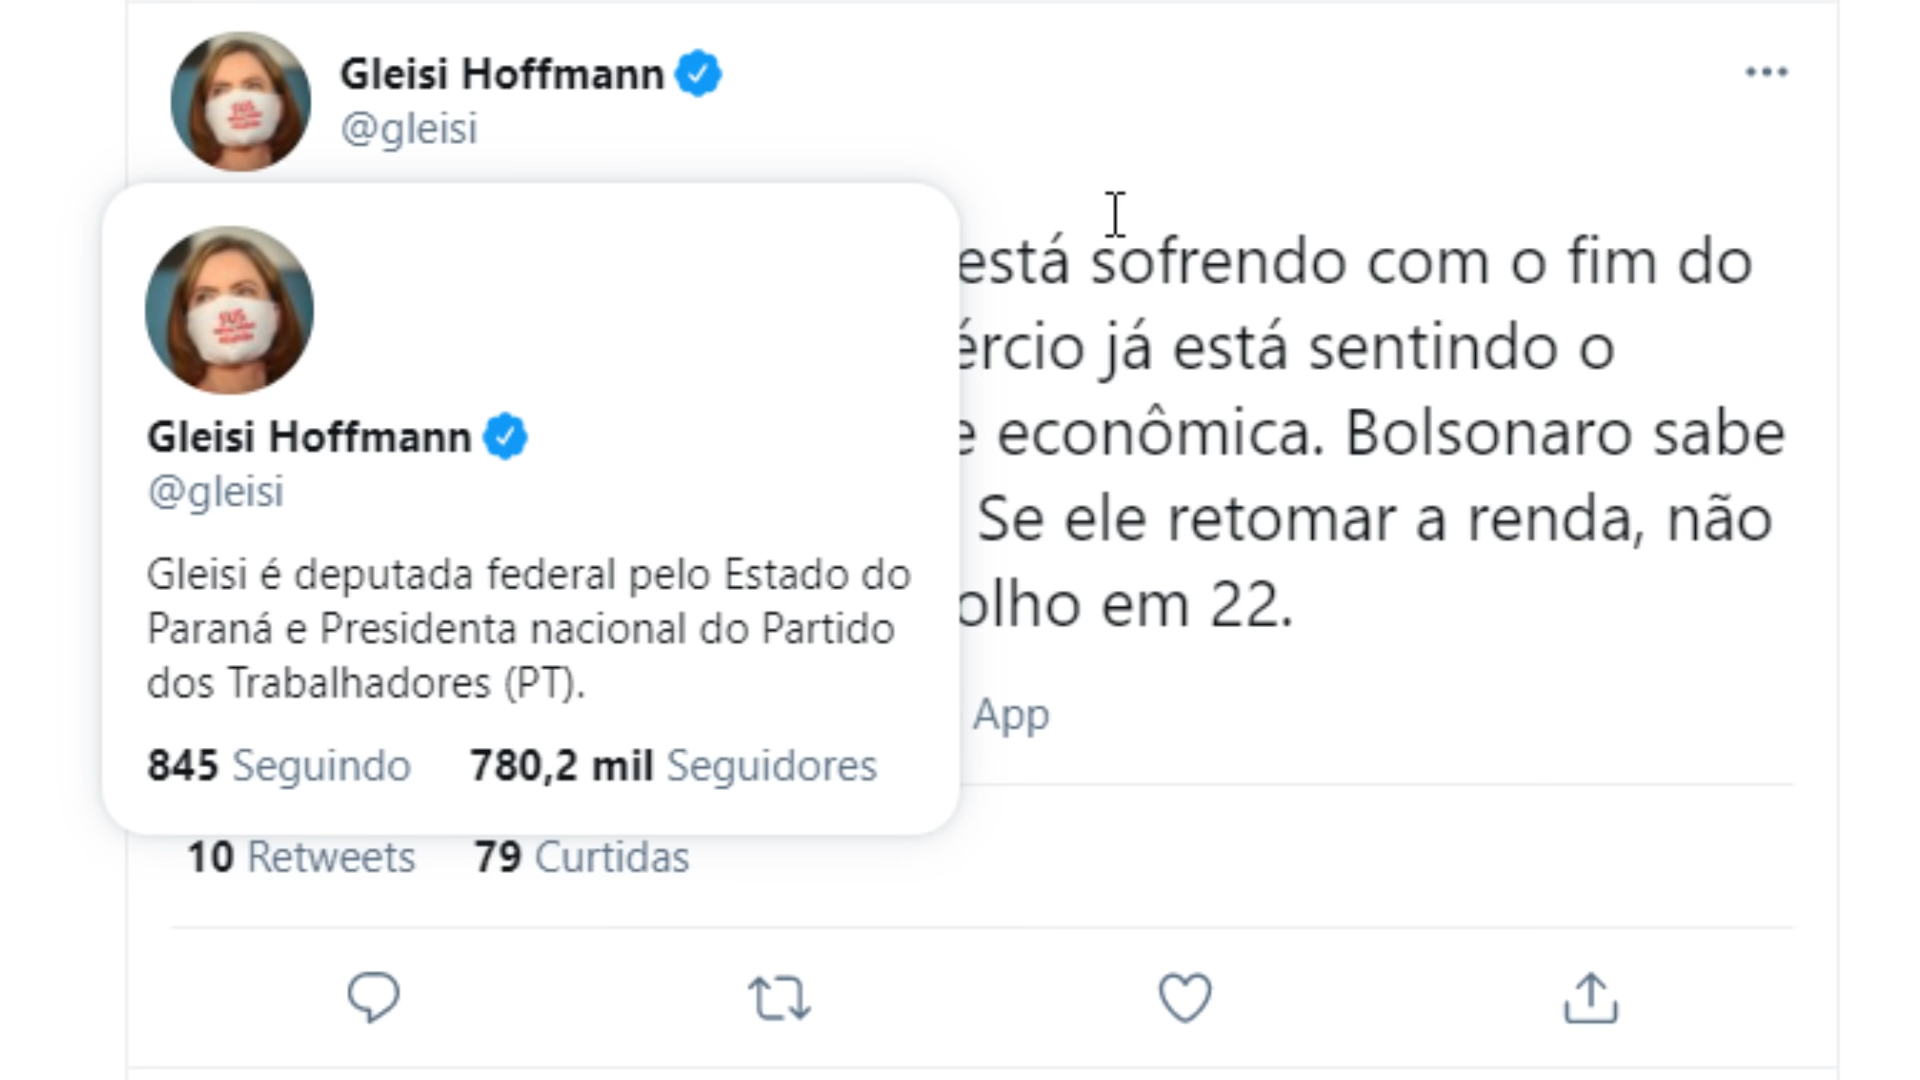 Gleisi Hoffmann
@gleisi
Gleisi Hoffmann
@gleisi
Gleisi é deputada federal pelo Estado do
Paraná e Presidenta nacional do Partido
dos Trabalhadores (PT).
845 Seguindo 780,2 mil Seguidores
está sofrendo com o fim do
ércio já está sentindo o
e econômica. Bolsonaro sabe
Se ele retomar a renda, não
olho em 22.
App
10 Retweets 79 Curtidas
SUS
SUS